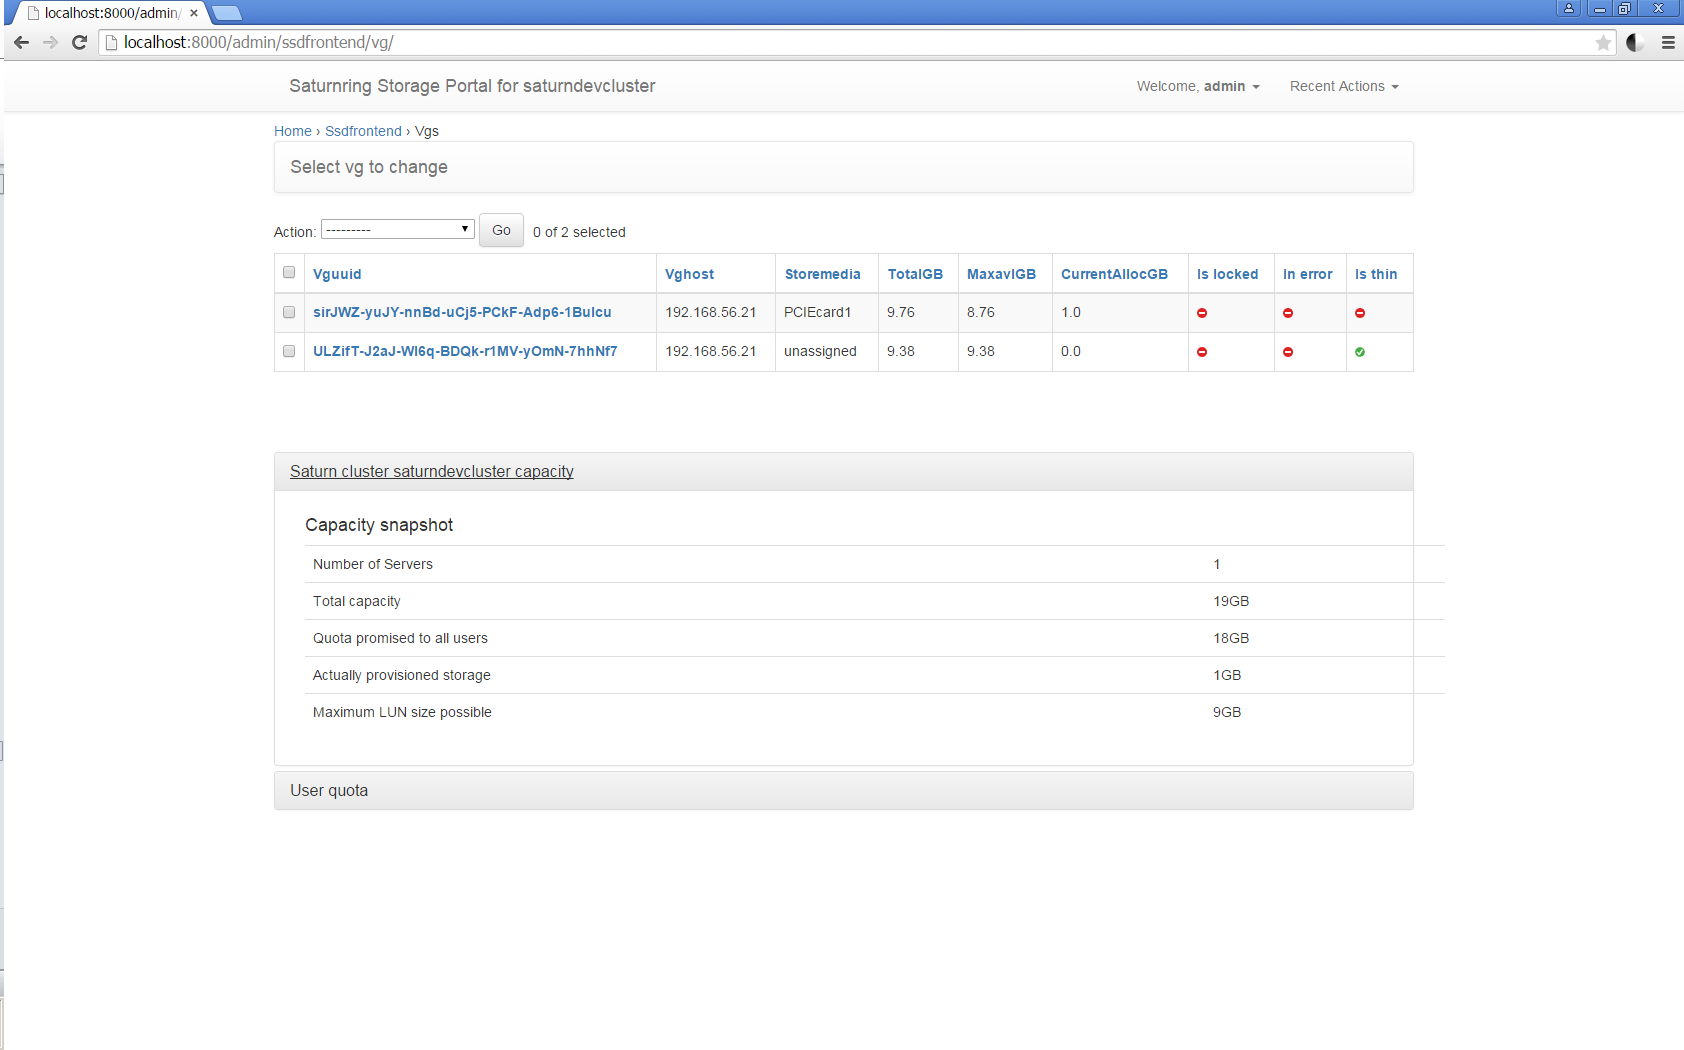 localhost:8000/admin/
localhost:8000/admin/ssdfrontend/vg/
Saturnring Storage Portal for saturndevcluster Welcome, admin Recent Actions
Home › Ssdfrontend › Vgs
Select vg to change
Action: --------- Go 0 of 2 selected
Vguuid Vghost Storemedia TotalGB MaxavlGB CurrentAllocGB Is locked In error Is thin
sirJWZ-yuJY-nnBd-uCj5-PCkF-Adp6-1Bulcu 192.168.56.21 PCIEcard1 9.76 8.76 1.0
ULZifT-J2aJ-WI6q-BDQk-r1MV-yOmN-7hhNf7 192.168.56.21 unassigned 9.38 9.38 0.0
Saturn cluster saturndevcluster capacity
Capacity snapshot
Number of Servers 1
Total capacity 19GB
Quota promised to all users 18GB
Actually provisioned storage 1GB
Maximum LUN size possible 9GB
User quota